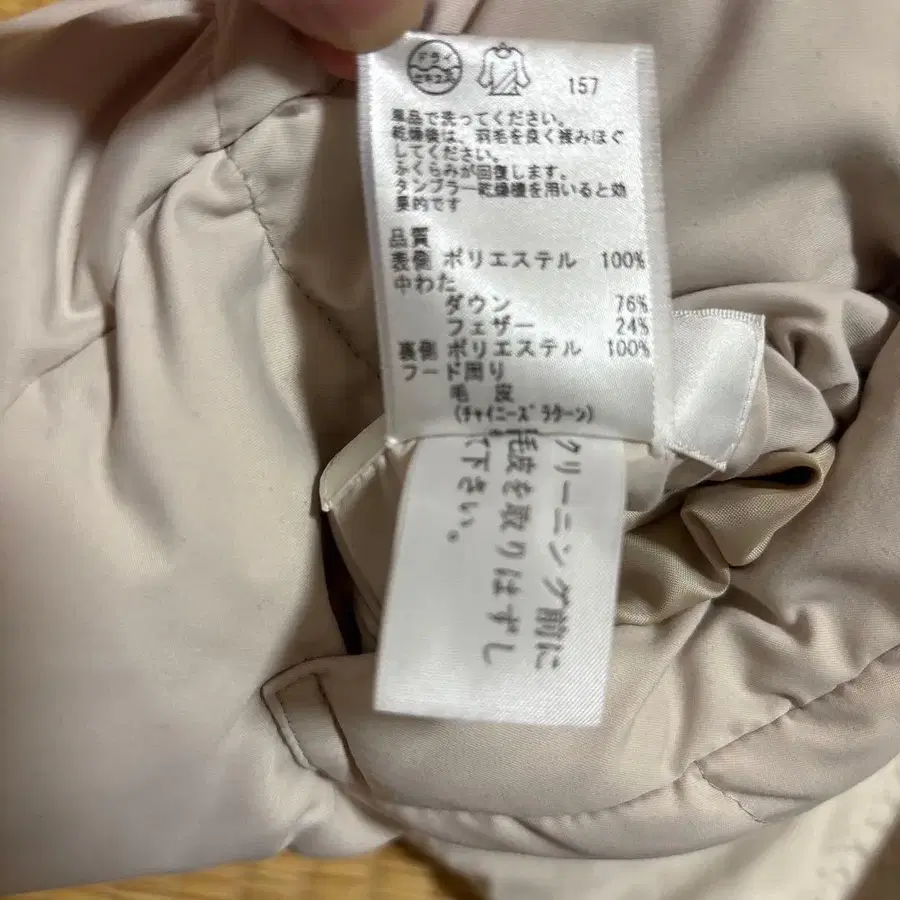 ドライ
セキユ系
157
単品で洗ってください。
乾燥後は、羽毛を良く揉みほぐ
してください。
ふくらみが回復します。
タンブラー乾燥機を用いると効
果的です
品質
表側 ポリエステル 100%
中わた
ダウン 76%
フェザー 24%
裏側 ポリエステル 100%
フード周り
毛 皮
(チャイニーズラクーン)
クリーニング前に
毛皮を取りはずし
て下さい。